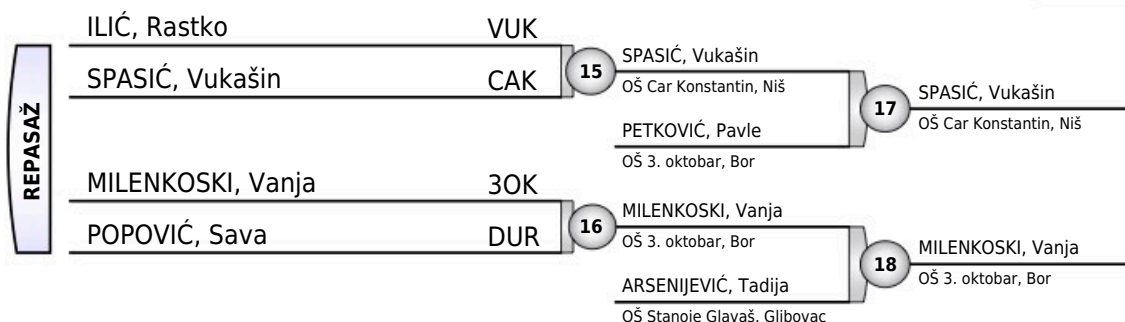 REPASAŽ
ILIĆ, Rastko VUK
SPASIĆ, Vukašin CAK
15
SPASIĆ, Vukašin
OŠ Car Konstantin, Niš
PETKOVIĆ, Pavle
OŠ 3. oktobar, Bor
17
SPASIĆ, Vukašin
OŠ Car Konstantin, Niš
MILENKOSKI, Vanja 3OK
POPOVIĆ, Sava DUR
16
MILENKOSKI, Vanja
OŠ 3. oktobar, Bor
ARSENIJEVIĆ, Tadija
OŠ Stanoje Glavaš, Glibovac
18
MILENKOSKI, Vanja
OŠ 3. oktobar, Bor